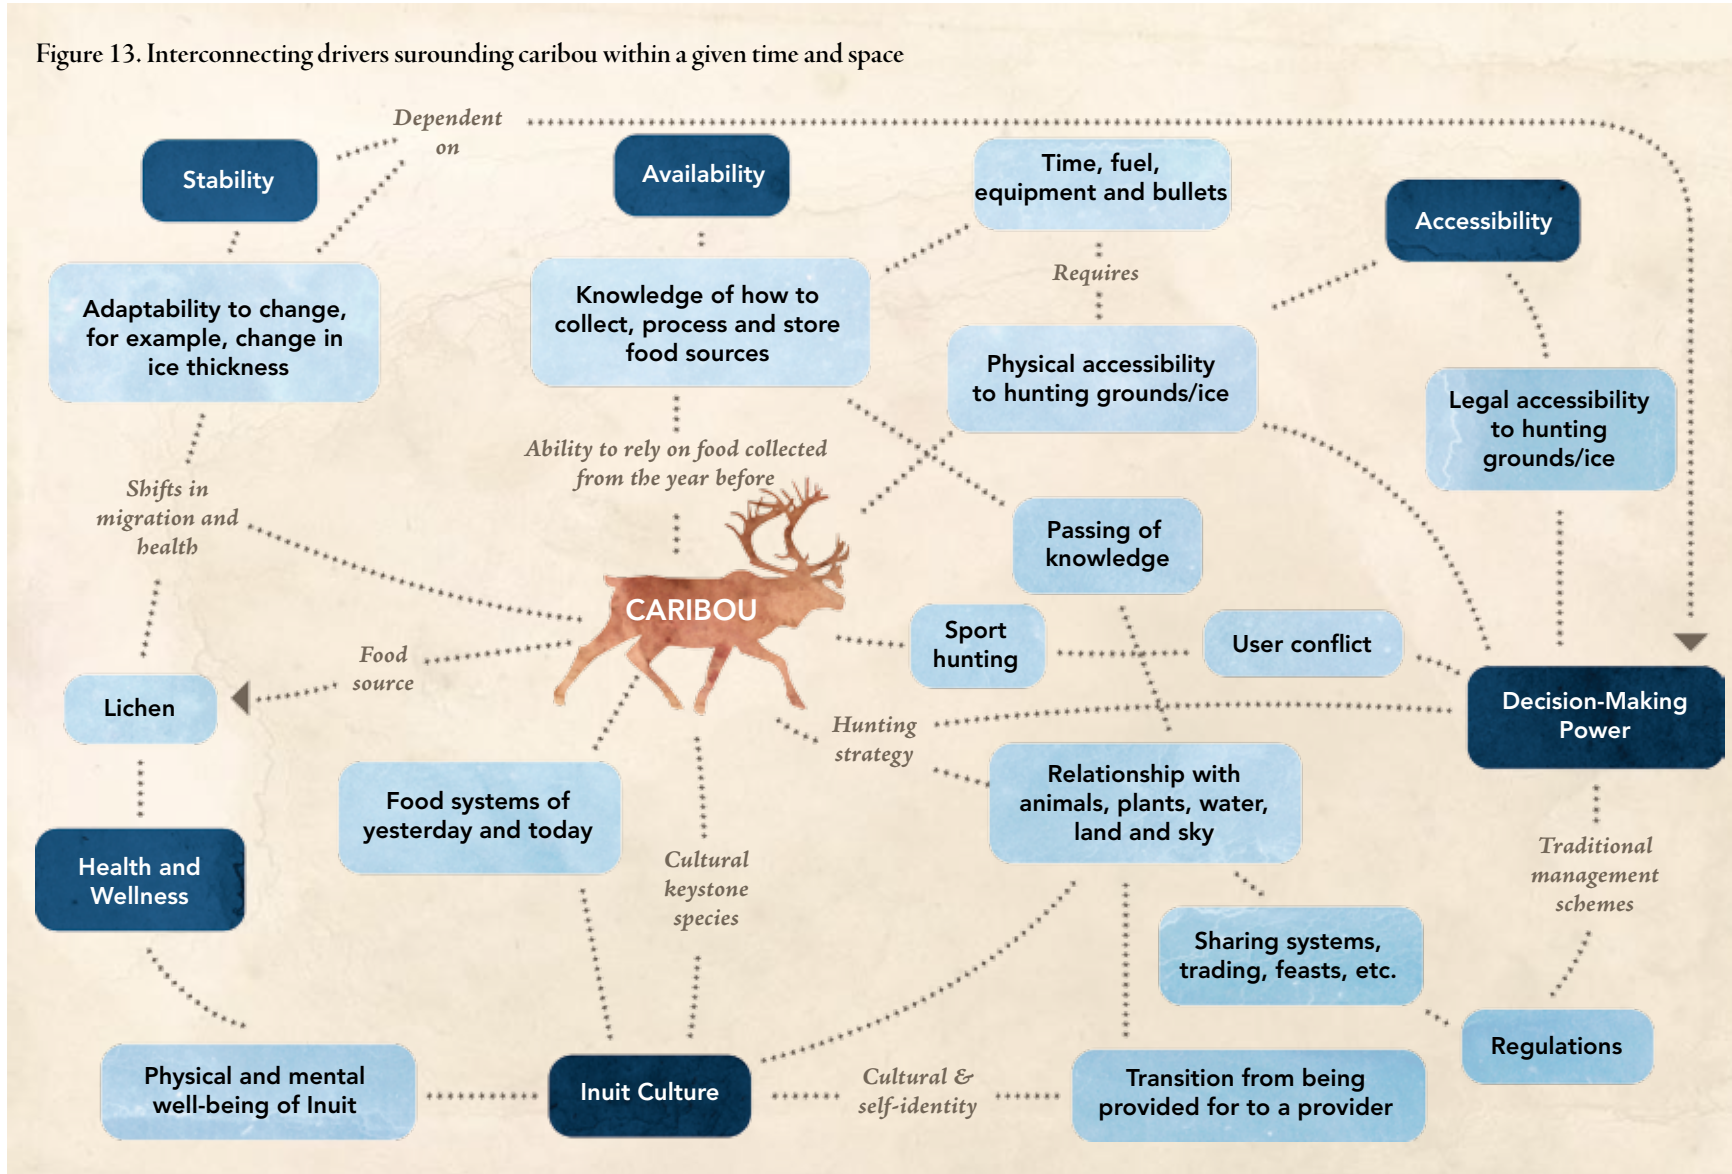 Figure 13. Interconnecting drivers surounding caribou within a given time and space
Dependent
on
Stability
Availability
Time, fuel,
equipment and bullets
Accessibility
Requires
Adaptability to change,
for example, change in
ice thickness
Knowledge of how to
collect, process and store
food sources
Physical accessibility
to hunting grounds/ice
Legal accessibility
to hunting
grounds/ice
Ability to rely on food collected
from the year before
Shifts in
migration and
health
Passing of
knowledge
CARIBOU
Sport
hunting
User conflict
Food
source
Lichen
Hunting
strategy
Decision-Making
Power
Food systems of
yesterday and today
Relationship with
animals, plants, water,
land and sky
Health and
Wellness
Cultural
keystone
species
Traditional
management
schemes
Sharing systems,
trading, feasts, etc.
Regulations
Physical and mental
well-being of Inuit
Inuit Culture
Cultural &
self-identity
Transition from being
provided for to a provider